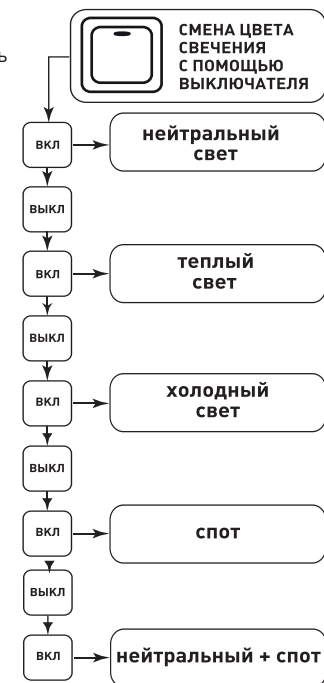 ь
СМЕНА ЦВЕТА
СВЕЧЕНИЯ
С ПОМОЩЬЮ
ВЫКЛЮЧАТЕЛЯ
ВКЛ
нейтральный
свет
ВЫКЛ
ВКЛ
теплый
свет
ВЫКЛ
ВКЛ
холодный
свет
ВЫКЛ
ВКЛ
спот
ВЫКЛ
ВКЛ
нейтральный + спот